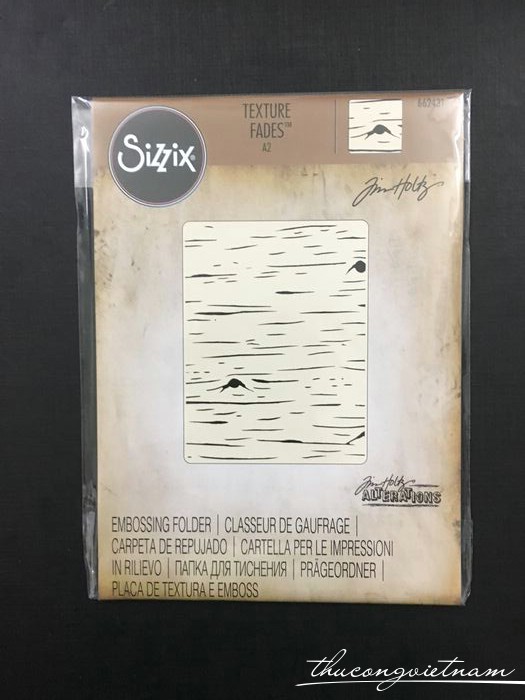 TEXTURE
FADES™
A2
Sizzix®
Tim Holtz
Tim Holtz
ALTERATIONS
EMBOSSING FOLDER | CLASSEUR DE GAUFRAGE |
CARPETA DE REPUJADO | CARTELLA PER LE IMPRESSIONI
IN RILIEVO | ПАПКА ДЛЯ ТИСНЕНИЯ | PRÄGEORDNER |
PLACA DE TEXTURA E EMBOSS
thucongvietnam